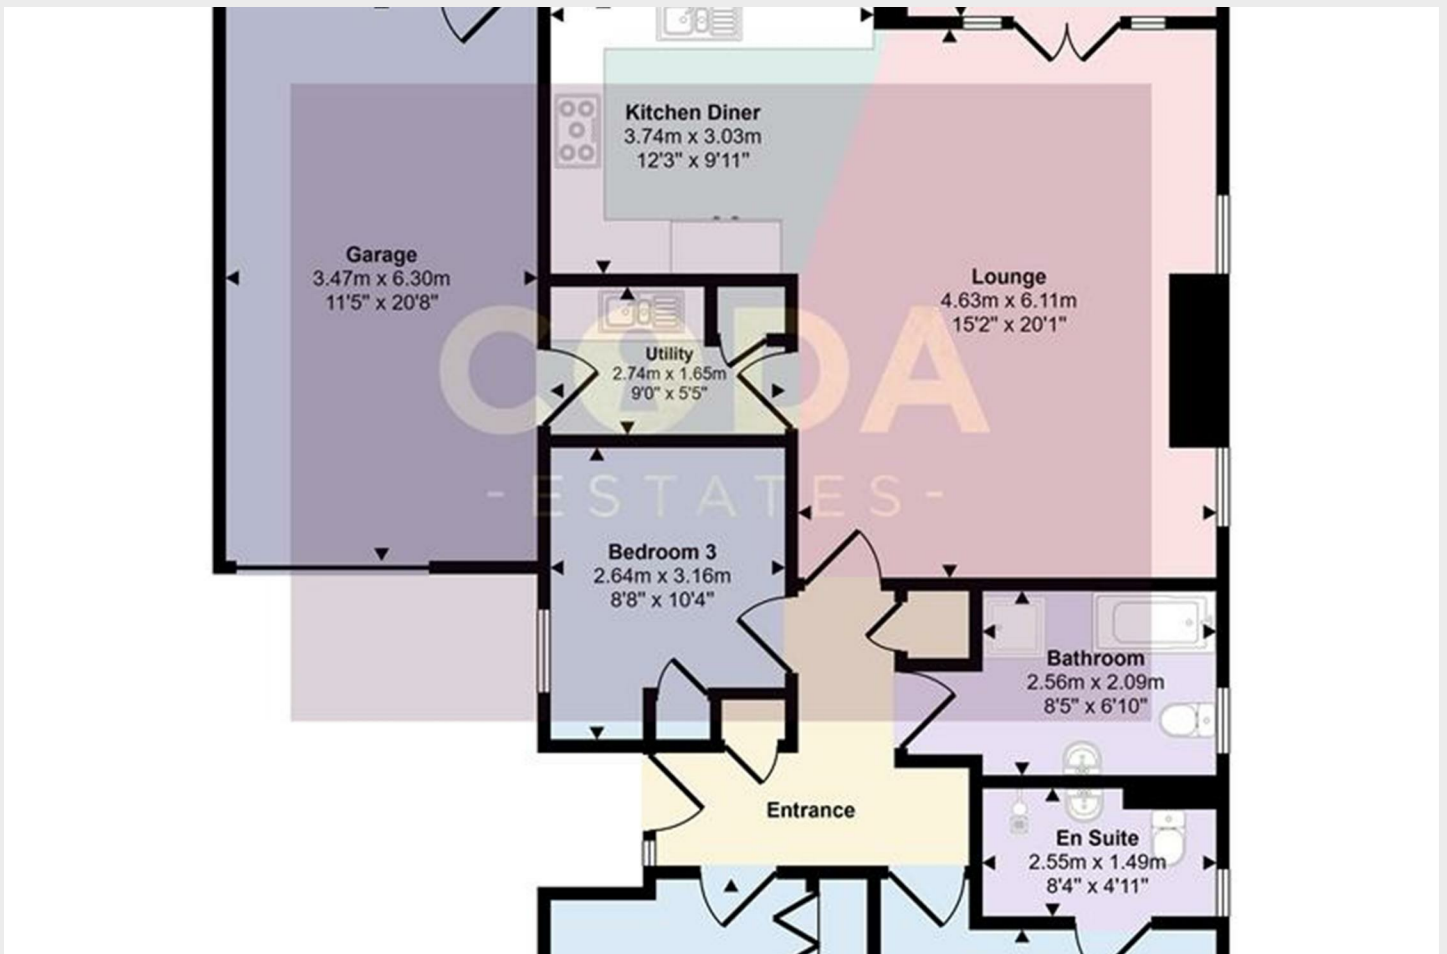 Kitchen Diner
3.74m x 3.03m
12'3" x 9'11"
Garage
3.47m x 6.30m
11'5" x 20'8"
Lounge
4.63m x 6.11m
15'2" x 20'1"
Utility
2.74m x 1.65m
9'0" x 5'5"
CODA
-ESTATES-
Bedroom 3
2.64m x 3.16m
8'8" x 10'4"
Bathroom
2.56m x 2.09m
8'5" x 6'10"
Entrance
En Suite
2.55m x 1.49m
8'4" x 4'11"